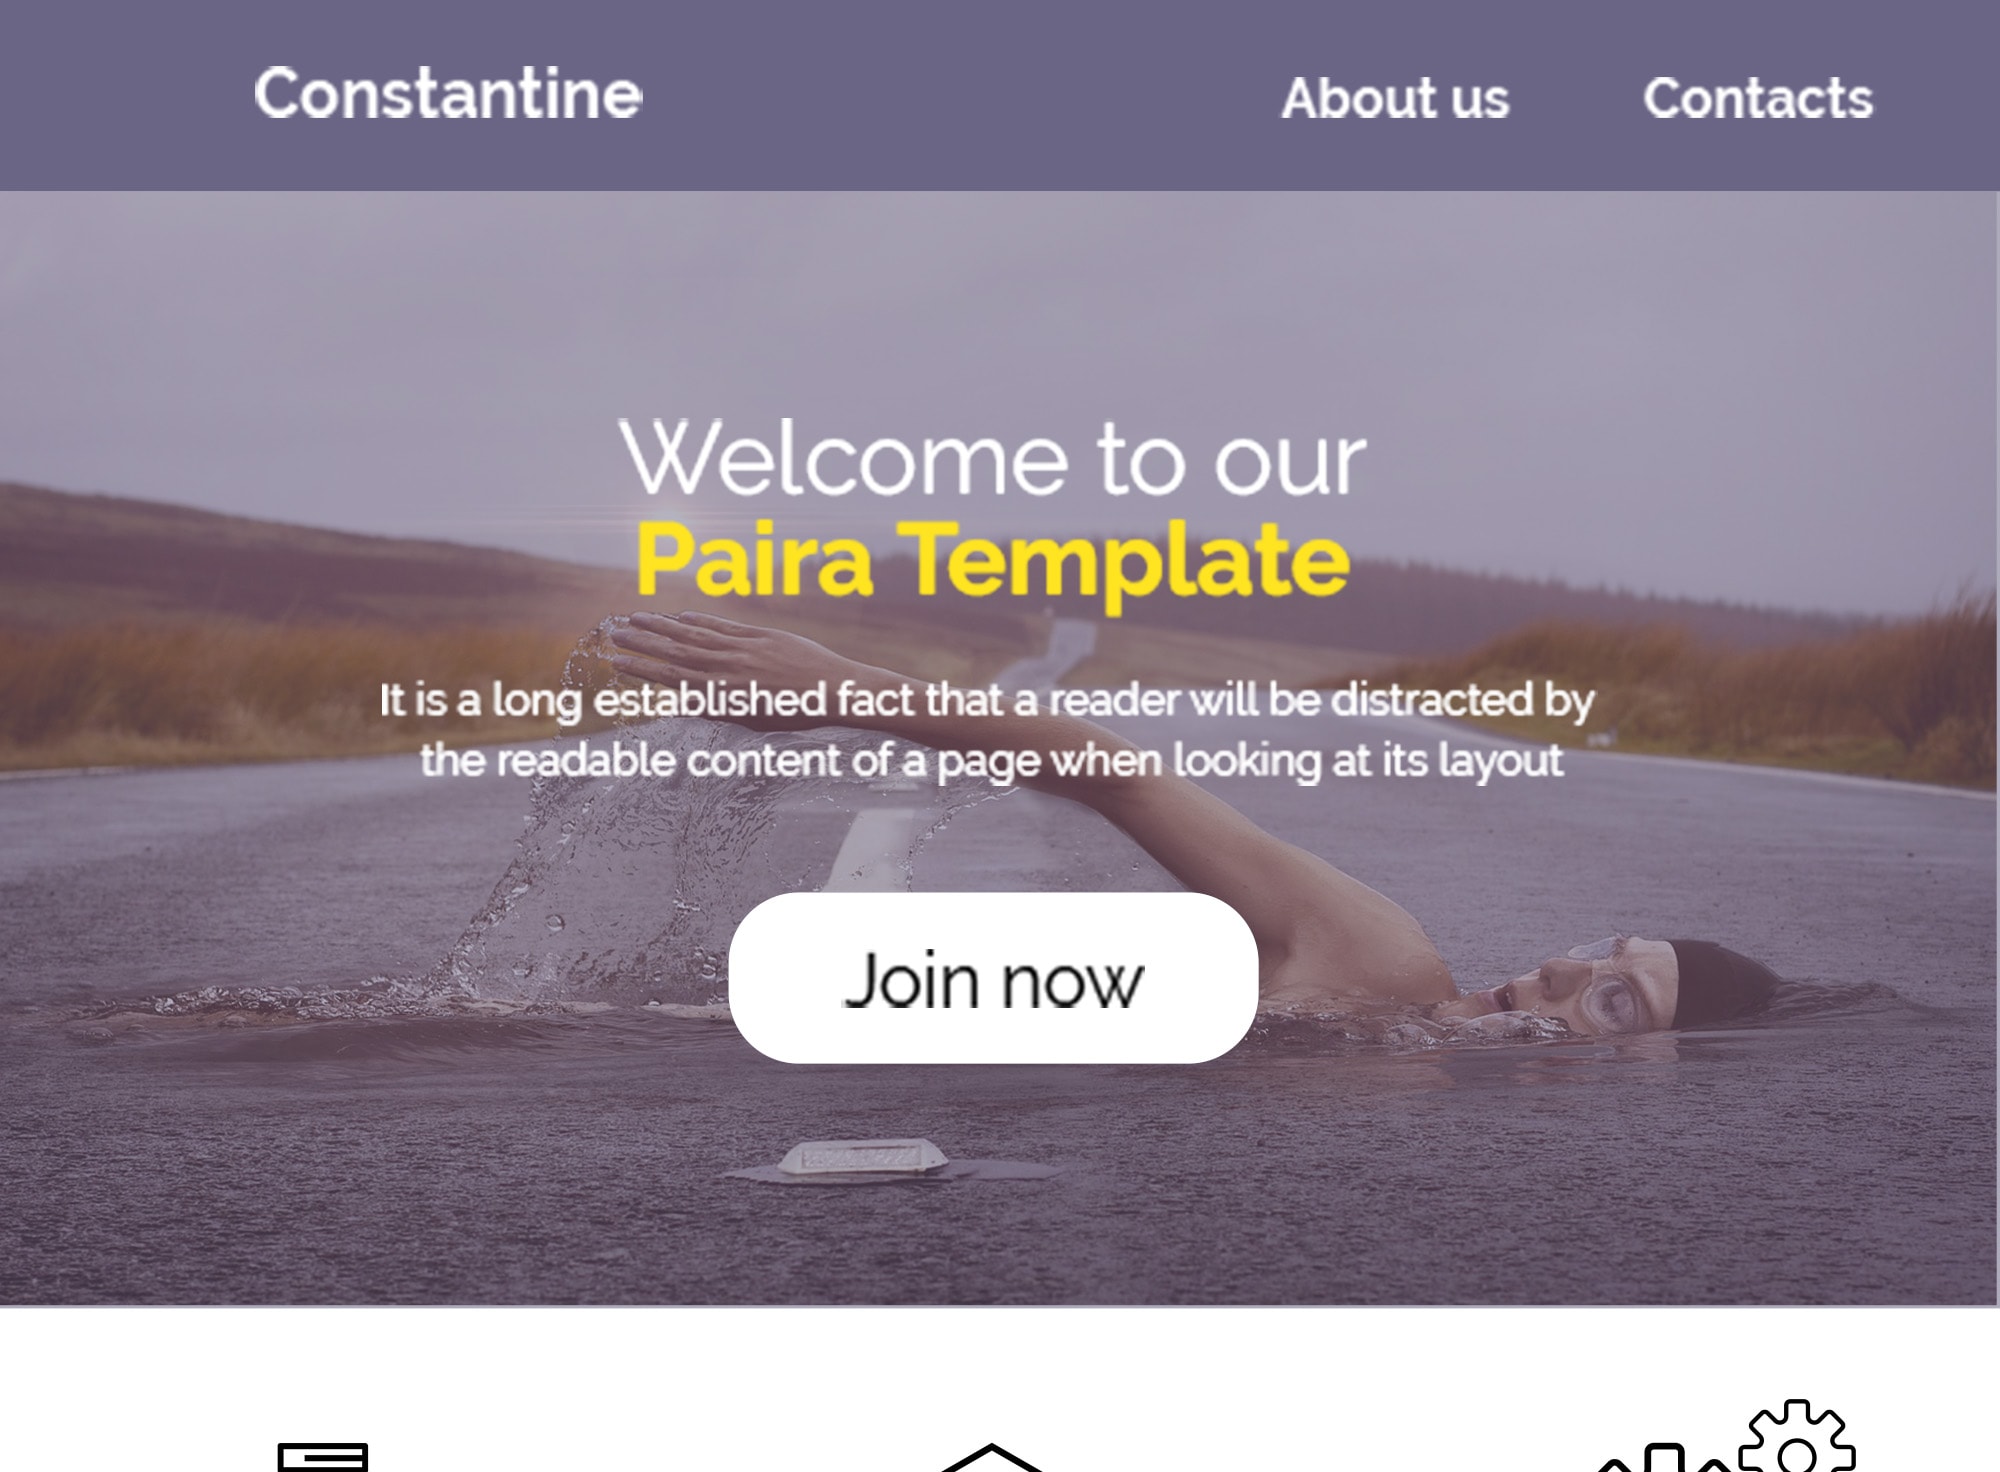 Constantine
About us
Contacts
Welcome to our
Paira Template
It is a long established fact that a reader will be distracted by
the readable content of a page when looking at its layout
Join now